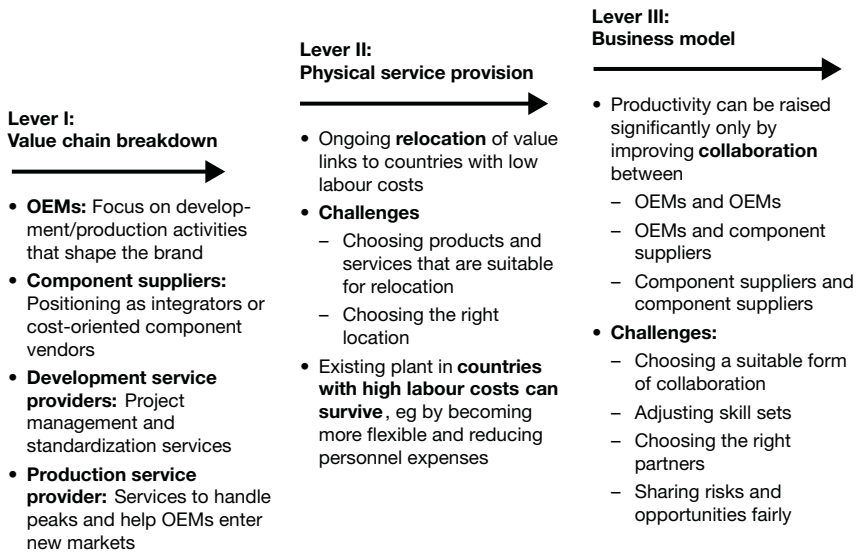 Lever I:
Value chain breakdown
• OEMs: Focus on develop-
ment/production activities
that shape the brand
• Component suppliers:
Positioning as integrators or
cost-oriented component
vendors
• Development service
providers: Project
management and
standardization services
• Production service
provider: Services to handle
peaks and help OEMs enter
new markets
Lever II:
Physical service provision
• Ongoing relocation of value
links to countries with low
labour costs
• Challenges
– Choosing products and
services that are suitable
for relocation
– Choosing the right
location
• Existing plant in countries
with high labour costs can
survive, eg by becoming
more flexible and reducing
personnel expenses
Lever III:
Business model
• Productivity can be raised
significantly only by
improving collaboration
between
– OEMs and OEMs
– OEMs and component
suppliers
– Component suppliers and
component suppliers
• Challenges:
– Choosing a suitable form
of collaboration
– Adjusting skill sets
– Choosing the right
partners
– Sharing risks and
opportunities fairly